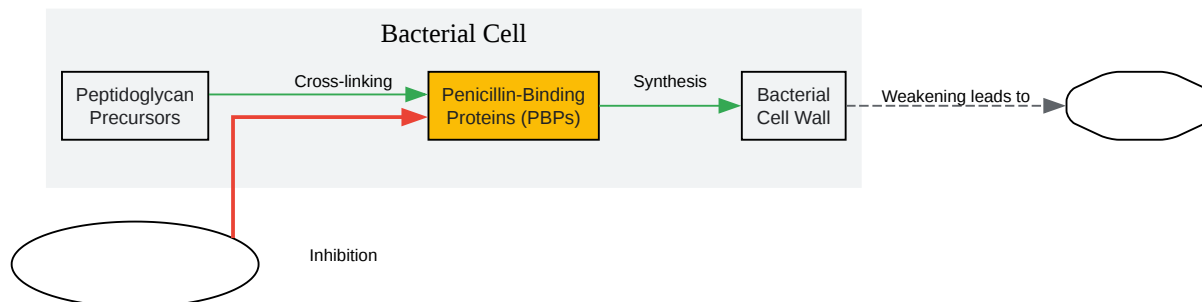 Bacterial Cell
Peptidoglycan
Precursors
Cross-linking
Penicillin-Binding
Proteins (PBPs)
Synthesis
Bacterial
Cell Wall
Weakening leads to
Inhibition